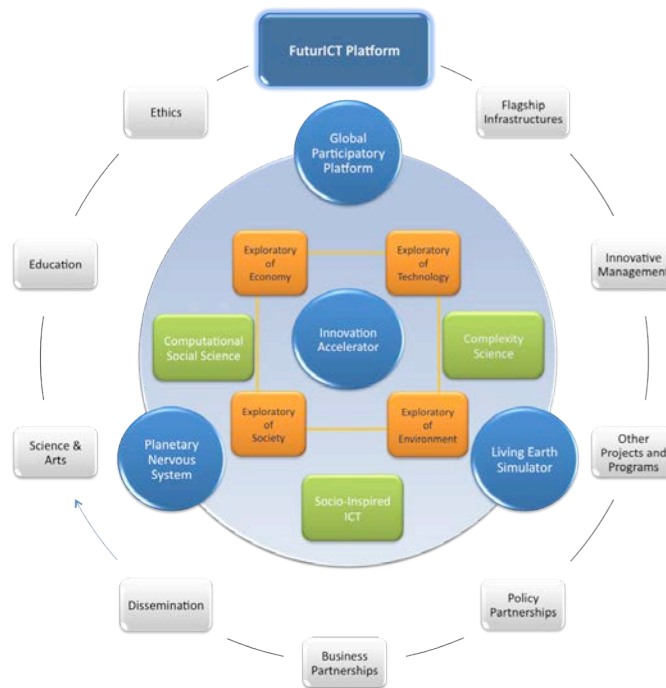 FuturICT Platform
Ethics
Flagship
Infrastructures
Global
Participatory
Platform
Education
Exploratory
of
Economy
Exploratory
of
Technology
Innovative
Management
Computational
Social Science
Innovation
Accelerator
Complexity
Science
Science &
Arts
Planetary
Nervous
System
Exploratory
of
Society
Exploratory
of
Environment
Living Earth
Simulator
Other
Projects and
Programs
Socio-Inspired
ICT
Dissemination
Policy
Partnerships
Business
Partnerships